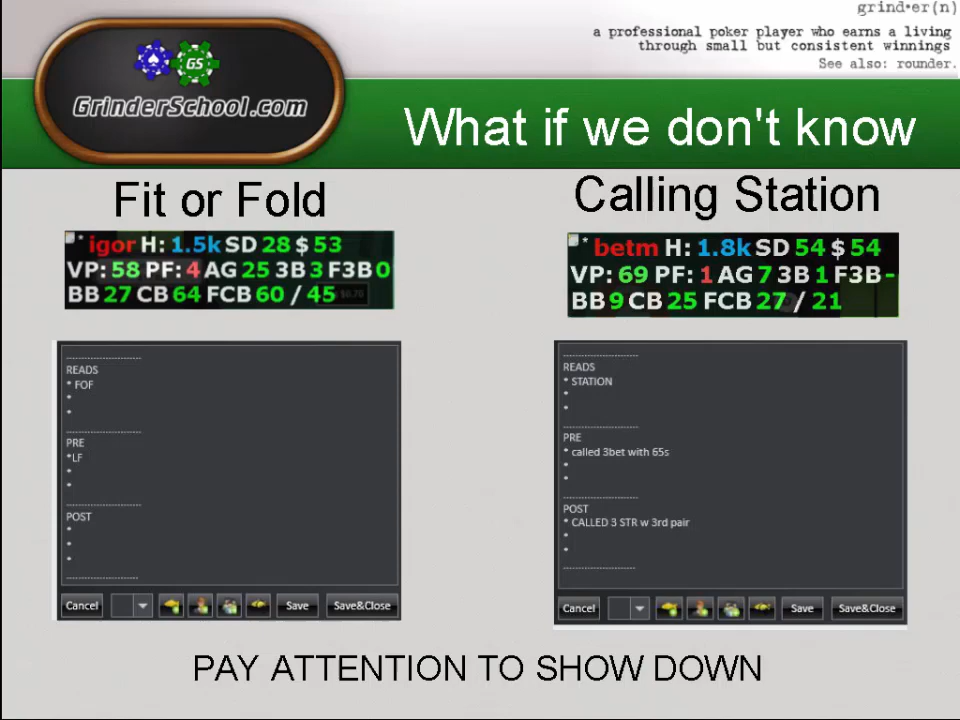 grind•er(n)
a professional poker player who earns a living
through small but consistent winnings
See also: rounder.
GS
GrinderSchool.com
What if we don't know
Fit or Fold
* igor H: 1.5k SD 28 $ 53
VP: 58 PF: 4 AG 25 3B 3 F3B 0
BB 27 CB 64 FCB 60 / 45
READS
* FOF
*
*
PRE
*LF
*
*
POST
*
*
*
Cancel
Save
Save&Close
Calling Station
* betm H: 1.8k SD 54 $ 54
VP: 69 PF: 1 AG 7 3B 1 F3B -
BB 9 CB 25 FCB 27 / 21
READS
* STATION
*
*
PRE
* called 3bet with 65s
*
*
POST
* CALLED 3 STR w 3rd pair
*
*
Cancel
Save
Save&Close
PAY ATTENTION TO SHOW DOWN